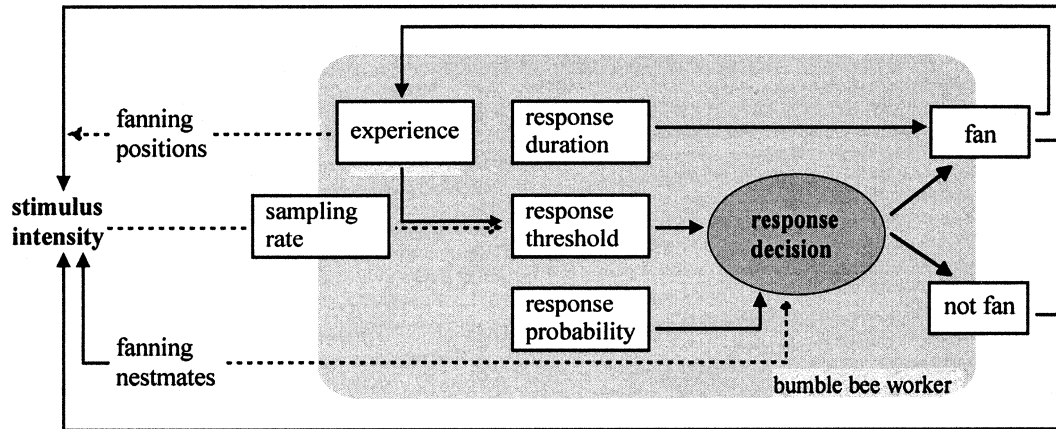 fanning
positions
experience
response
duration
fan
stimulus
intensity
sampling
rate
response
threshold
response
decision
response
probability
not fan
fanning
nestmates
bumble bee worker